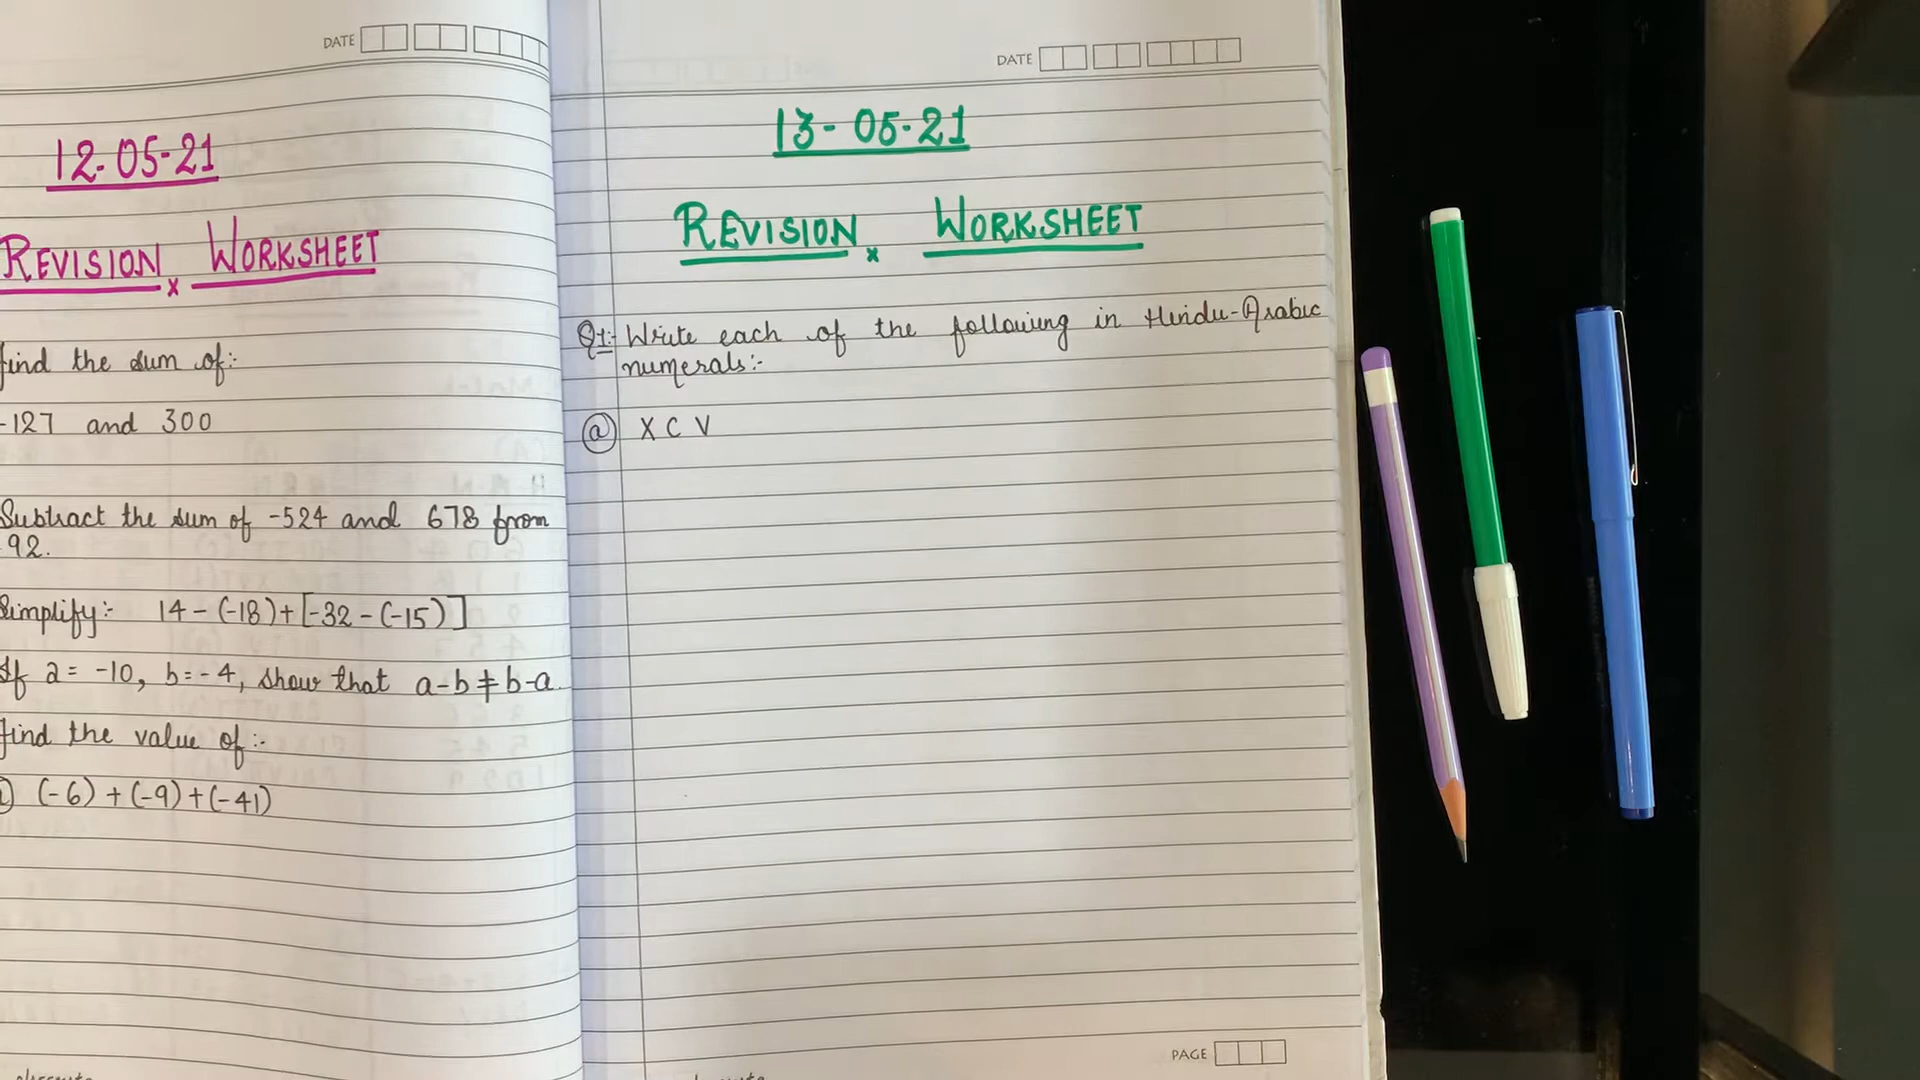 DATE
12-05-21
REVISION x WORKSHEET
find the sum of:-
-127 and 300
Subtract the sum of -524 and 678 from
92.
Simplify:- 14-(-18)+[-32-(-15)]
If a = -10, b = -4, show that a-b ≠ b-a.
find the value of :-
(-6)+(-9)+(-41)
DATE
13-05-21
REVISION x WORKSHEET
Q1:- Write each of the following in Hindu-Arabic
numerals:-
(a) X C V
PAGE